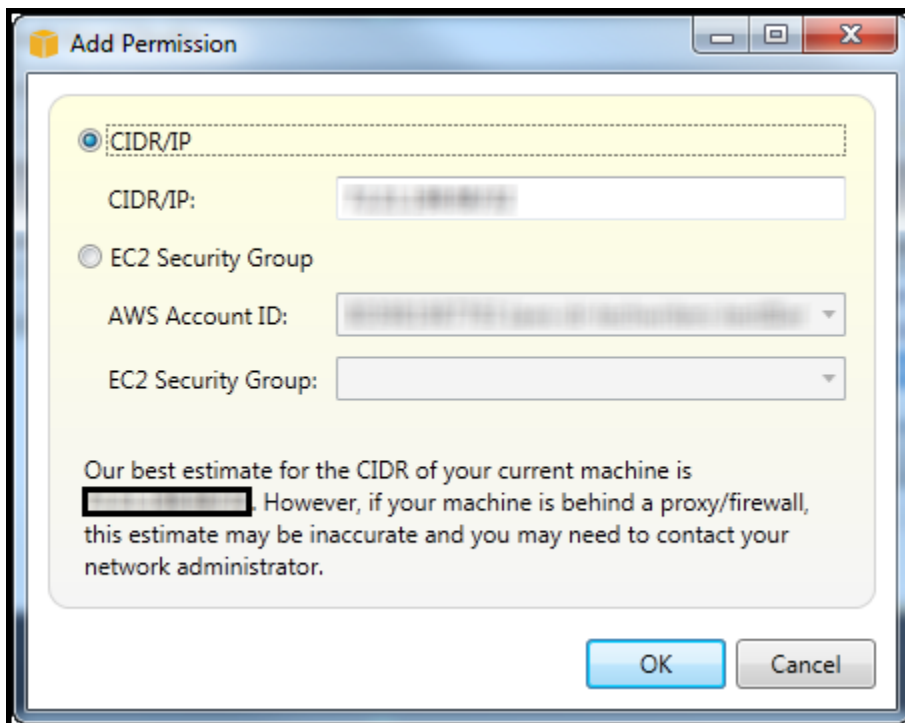 Add Permission
CIDR/IP
CIDR/IP:
EC2 Security Group
AWS Account ID:
EC2 Security Group:
Our best estimate for the CIDR of your current machine is
. However, if your machine is behind a proxy/firewall,
this estimate may be inaccurate and you may need to contact your
network administrator.
OK Cancel